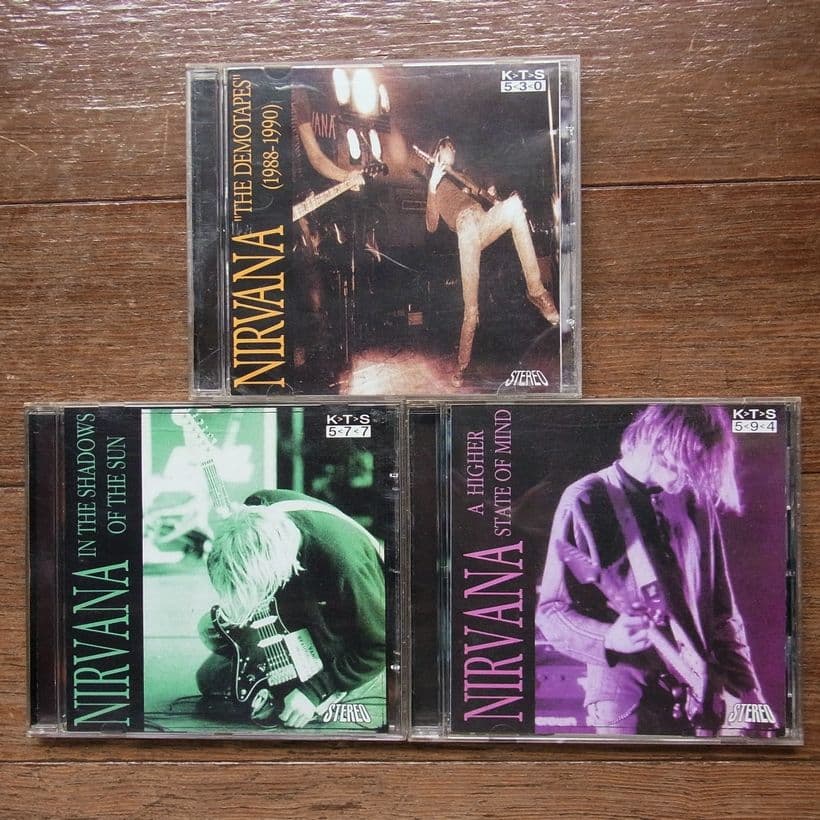 NIRVANA
"THE DEMOTAPES"
(1988-1990)
K>T>S
5<3<0
VANA
STEREO
NIRVANA
IN THE SHADOWS
OF THE SUN
K>T>S
5<7<7
STEREO
NIRVANA
A HIGHER
STATE OF MIND
K>T>S
5<9<4
STEREO